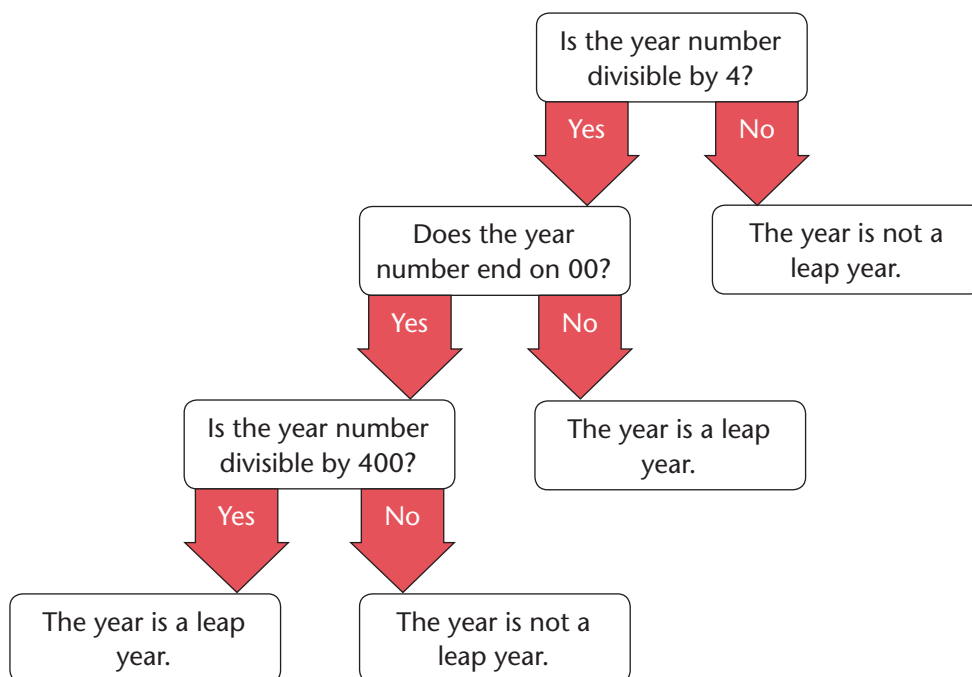 Is the year number
divisible by 4?
Yes
No
Does the year
number end on 00?
The year is not a
leap year.
Yes
No
Is the year number
divisible by 400?
The year is a leap
year.
Yes
No
The year is a leap
year.
The year is not a
leap year.